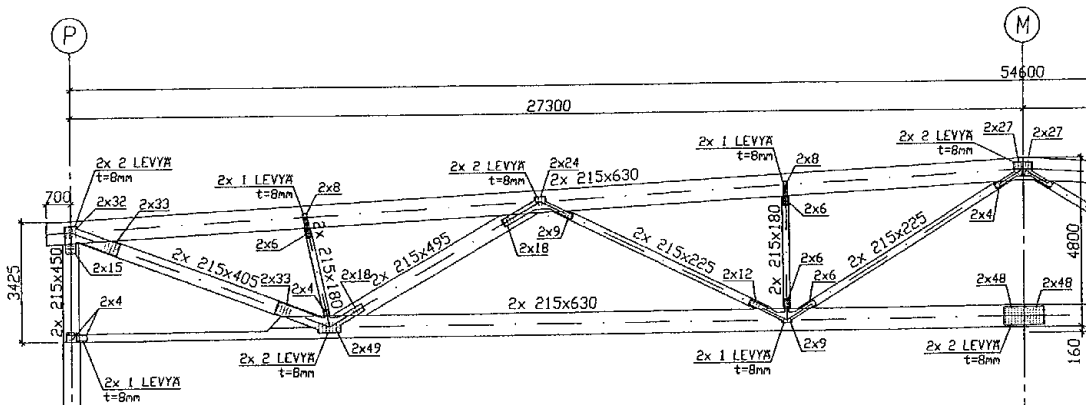 P
M
54600
27300
2x27 2x27
2x 2 LEVYÄ
t=8mm
2x 1 LEVYÄ
t=8mm
2x8
2x 2 LEVYÄ
t=8mm
2x24
2x 215x630
2x 2 LEVYÄ
t=8mm
2x 1 LEVYÄ
t=8mm
2x8
700
2x32
2x33
2x6
2x4
2x6
2x9
2x18
2x 215x180
2x 215x495
2x 215x225
2x 215x180
2x 215x225
4800
3425
2x 215x450
2x15
2x 215x405
2x33
2x4
2x18
2x12
2x6
2x6
2x48
2x48
2x4
2x 215x630
2x 2 LEVYÄ
t=8mm
2x49
2x 1 LEVYÄ
t=8mm
2x9
2x 2 LEVYÄ
t=8mm
160
2x 1 LEVYÄ
t=8mm